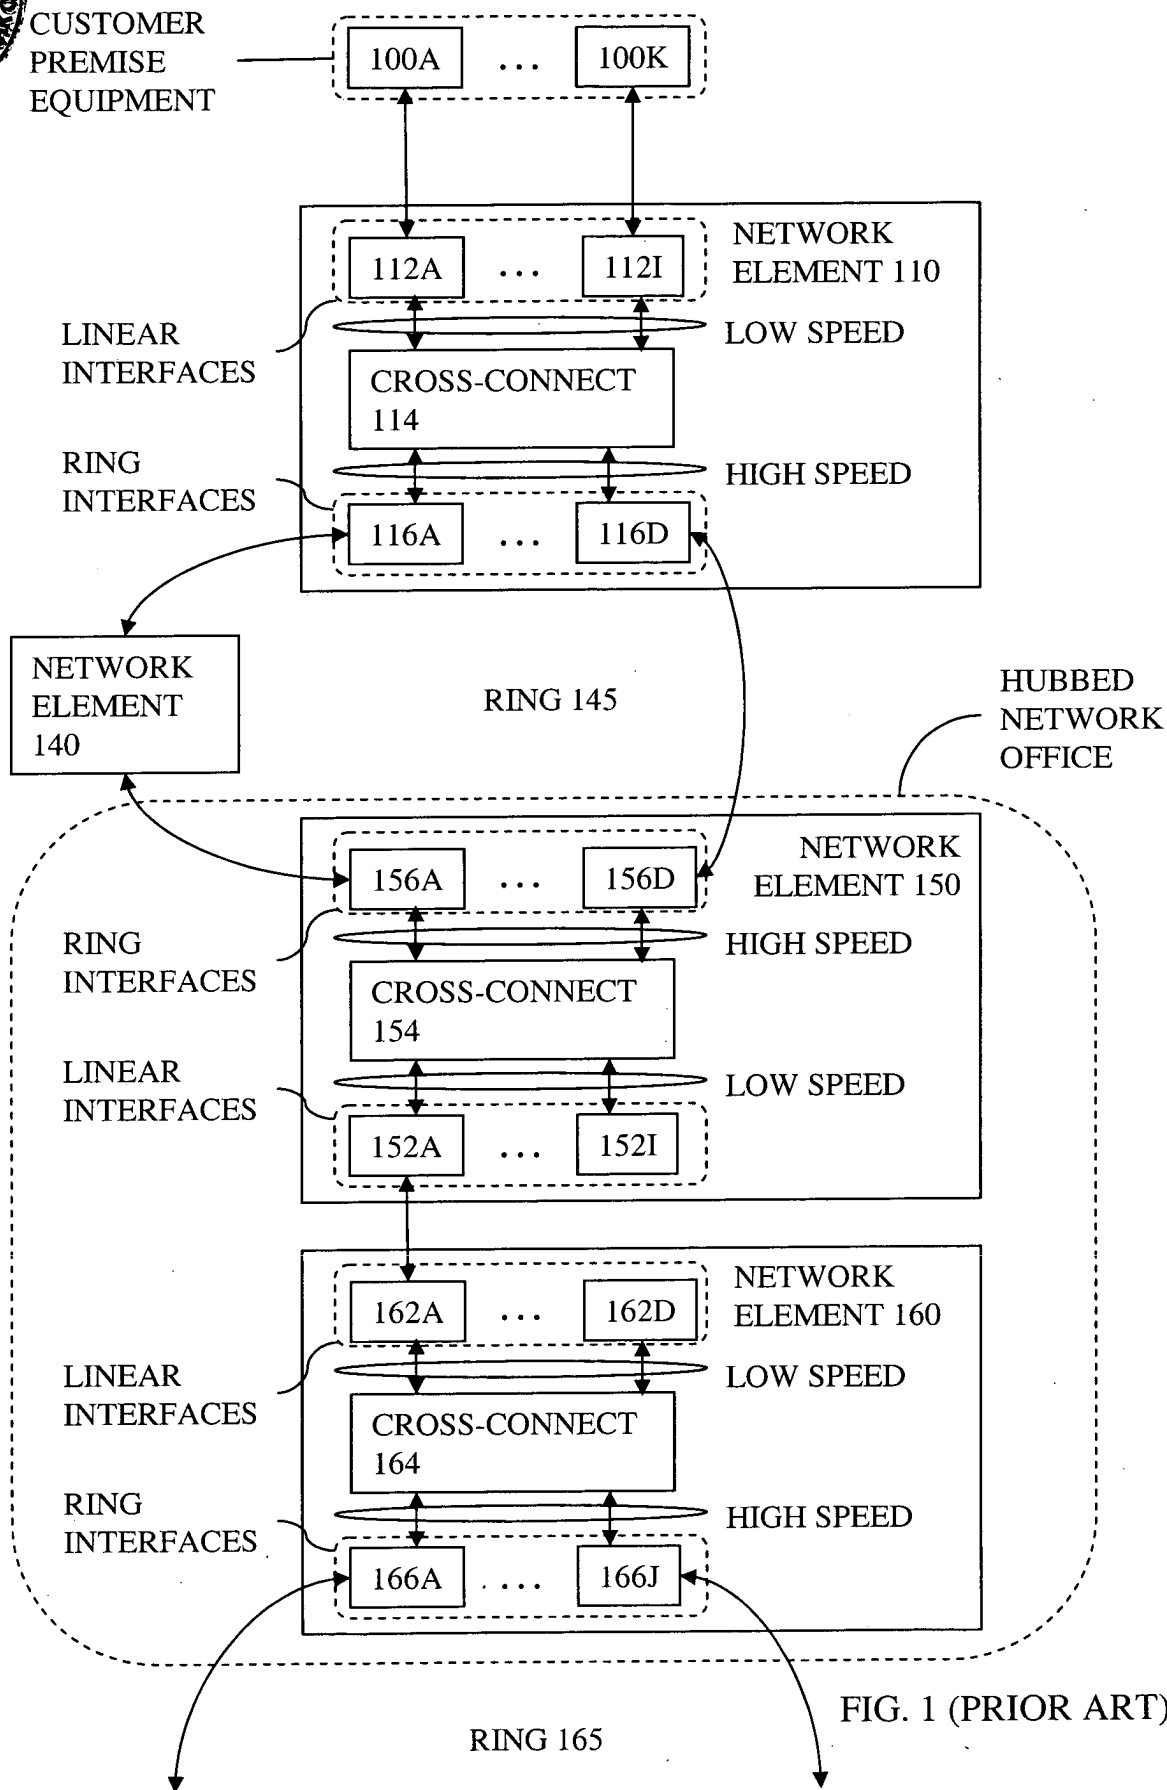 CUSTOMER
PREMISE
EQUIPMENT
100A ... 100K
NETWORK
ELEMENT 110
112A ... 112I
LINEAR
INTERFACES
LOW SPEED
CROSS-CONNECT
114
RING
INTERFACES
HIGH SPEED
116A ... 116D
NETWORK
ELEMENT
140
RING 145
HUBBED
NETWORK
OFFICE
NETWORK
ELEMENT 150
156A ... 156D
RING
INTERFACES
HIGH SPEED
CROSS-CONNECT
154
LINEAR
INTERFACES
LOW SPEED
152A ... 152I
NETWORK
ELEMENT 160
162A ... 162D
LINEAR
INTERFACES
LOW SPEED
CROSS-CONNECT
164
RING
INTERFACES
HIGH SPEED
166A ... 166J
FIG. 1 (PRIOR ART)
RING 165